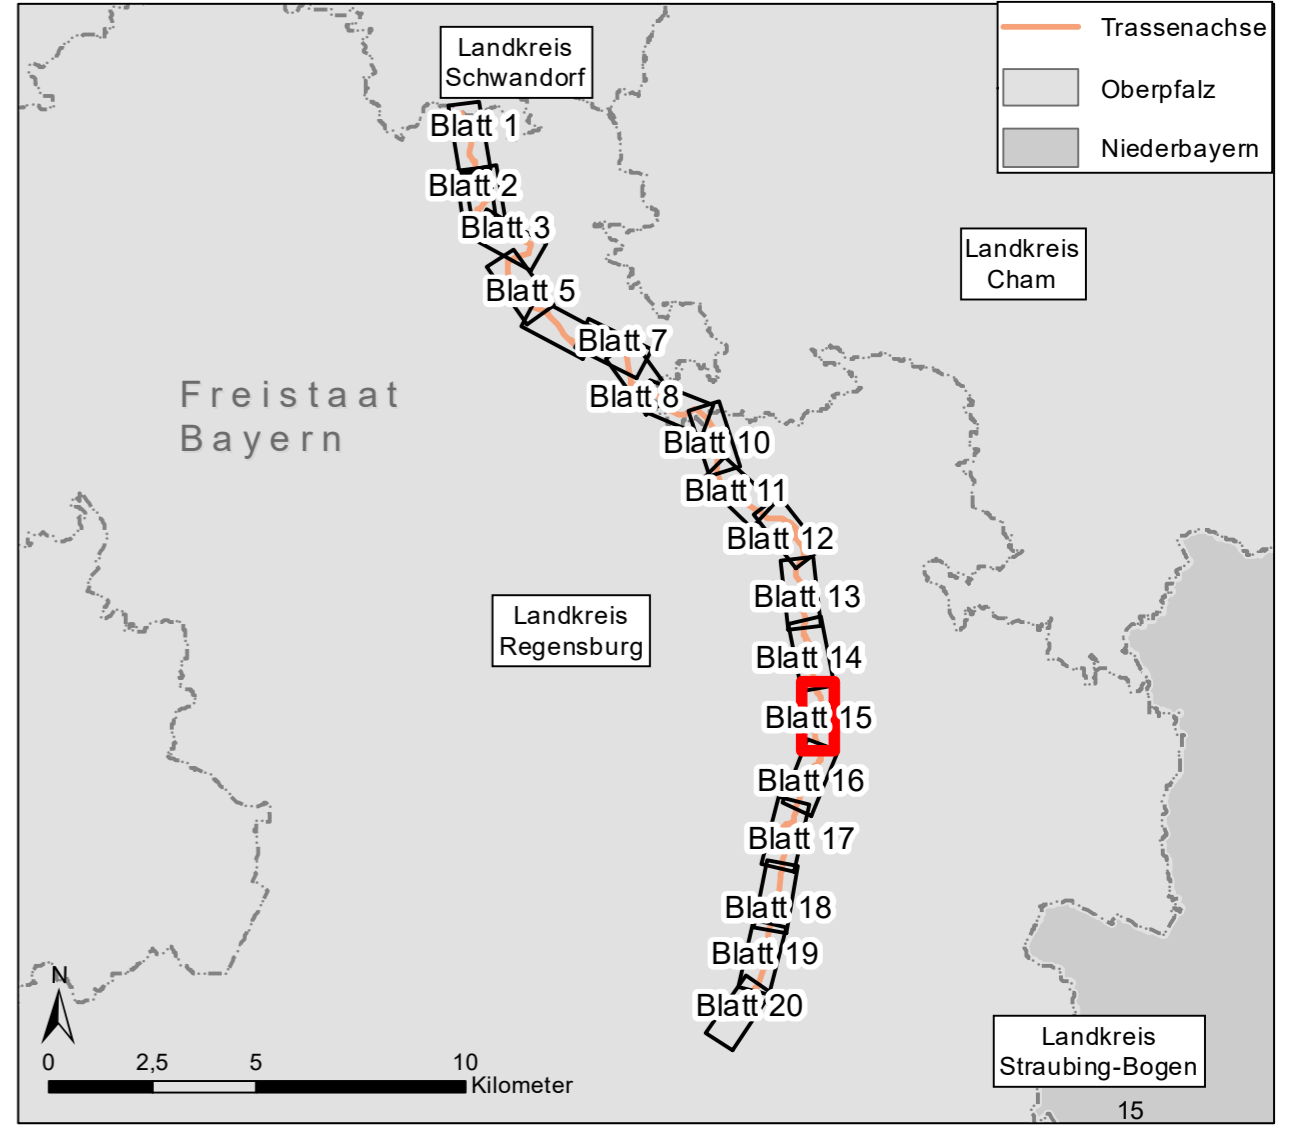 Landkreis
Schwandorf
Trassenachse
Oberpfalz
Niederbayern
Blatt 1
Blatt 2
Blatt 3
Landkreis
Cham
Blatt 5
Blatt 7
Freistaat
Bayern
Blatt 8
Blatt 10
Blatt 11
Blatt 12
Blatt 13
Landkreis
Regensburg
Blatt 14
Blatt 15
Blatt 16
Blatt 17
Blatt 18
Blatt 19
Blatt 20
N
0 2,5 5 10
Kilometer
Landkreis
Straubing-Bogen
15